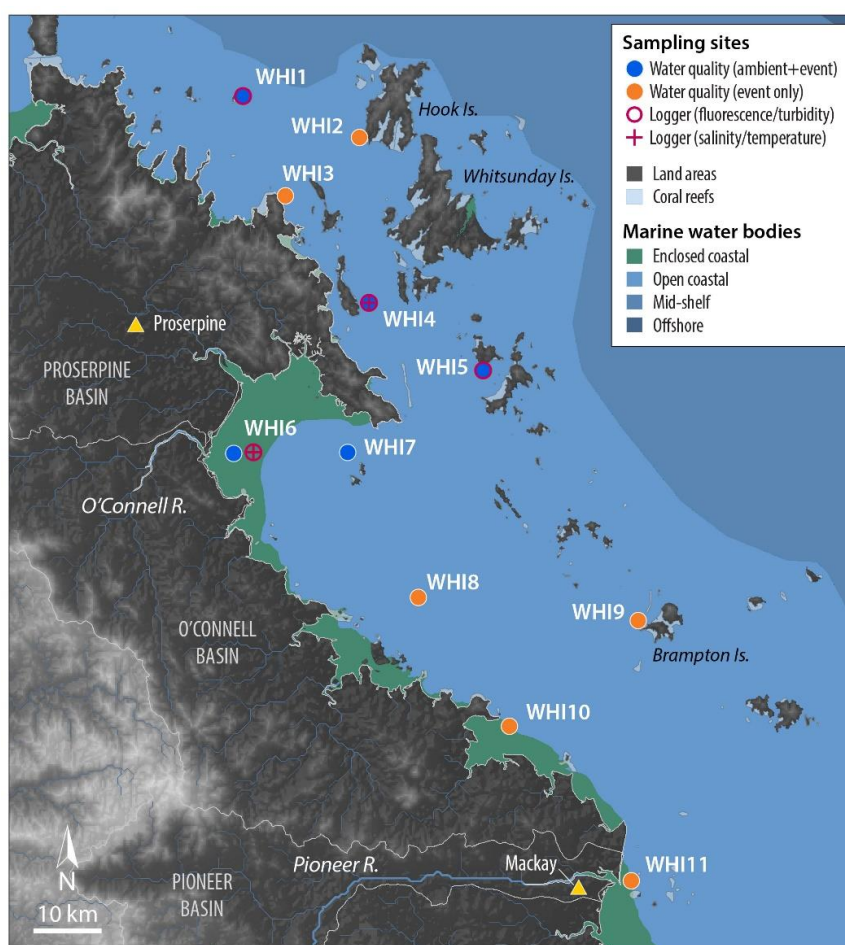 WHI1
WHI2
Hook Is.
WHI3
Whitsunday Is.
WHI4
Proserpine
WHI5
PROSERPINE
BASIN
WHI6
WHI7
O'Connell R.
WHI8
WHI9
O'CONNELL
BASIN
Brampton Is.
WHI10
Pioneer R.
Mackay
WHI11
N
PIONEER
BASIN
10 km
Sampling sites
Water quality (ambient+event)
Water quality (event only)
Logger (fluorescence/turbidity)
Logger (salinity/temperature)
Land areas
Coral reefs
Marine water bodies
Enclosed coastal
Open coastal
Mid-shelf
Offshore